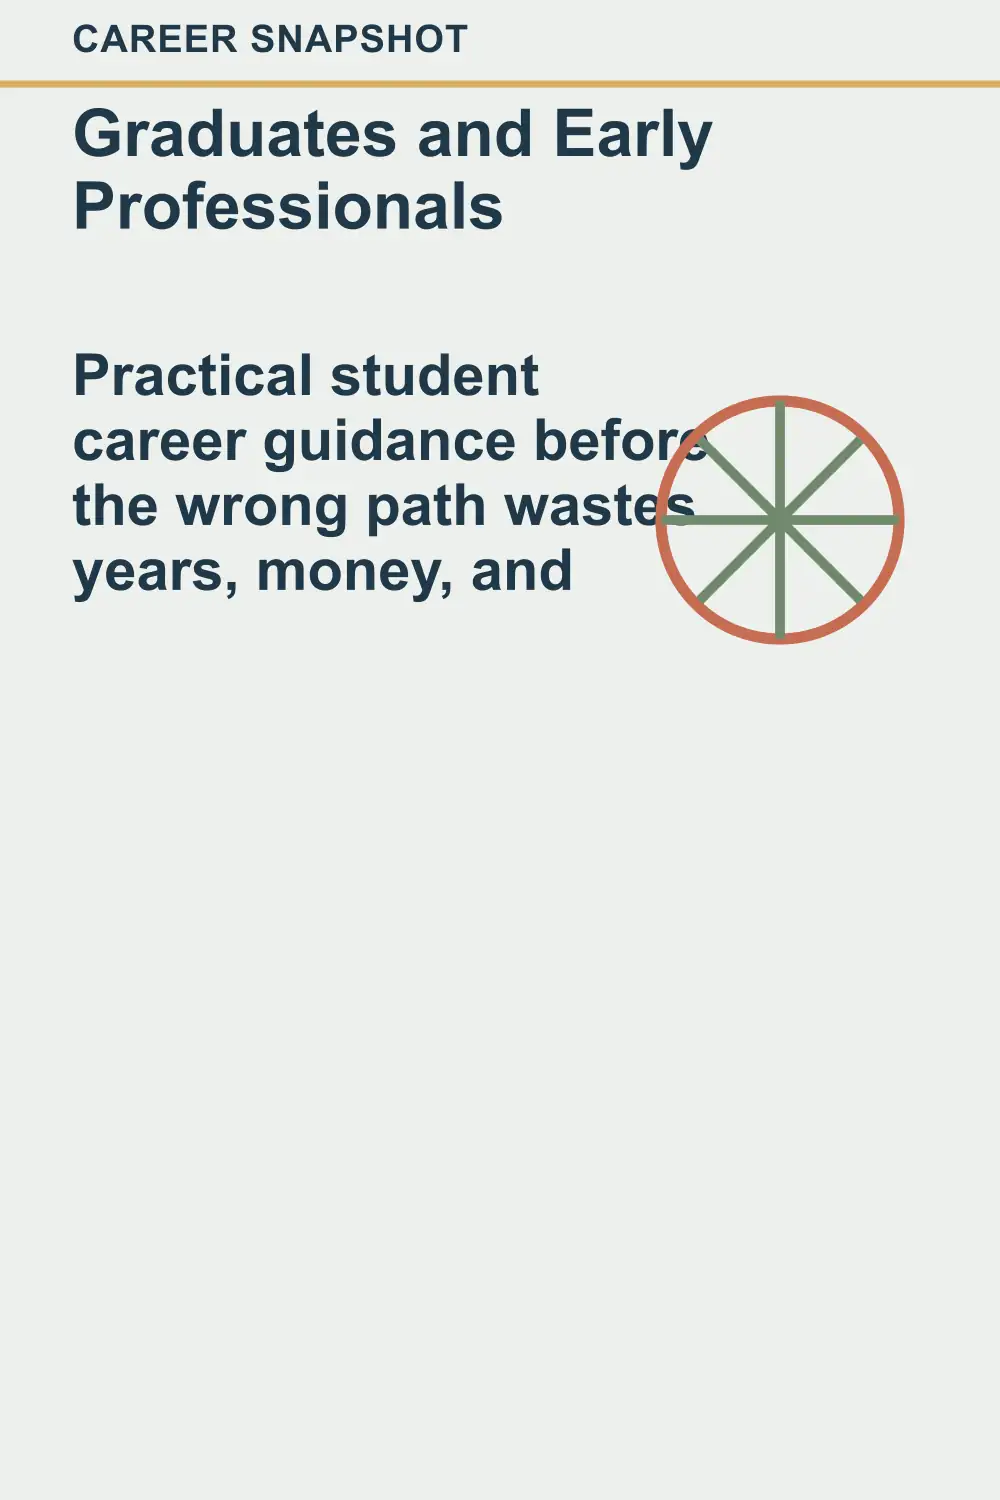 CAREER SNAPSHOT
Graduates and Early
Professionals
Practical student
career guidance before
the wrong path wastes
years, money, and